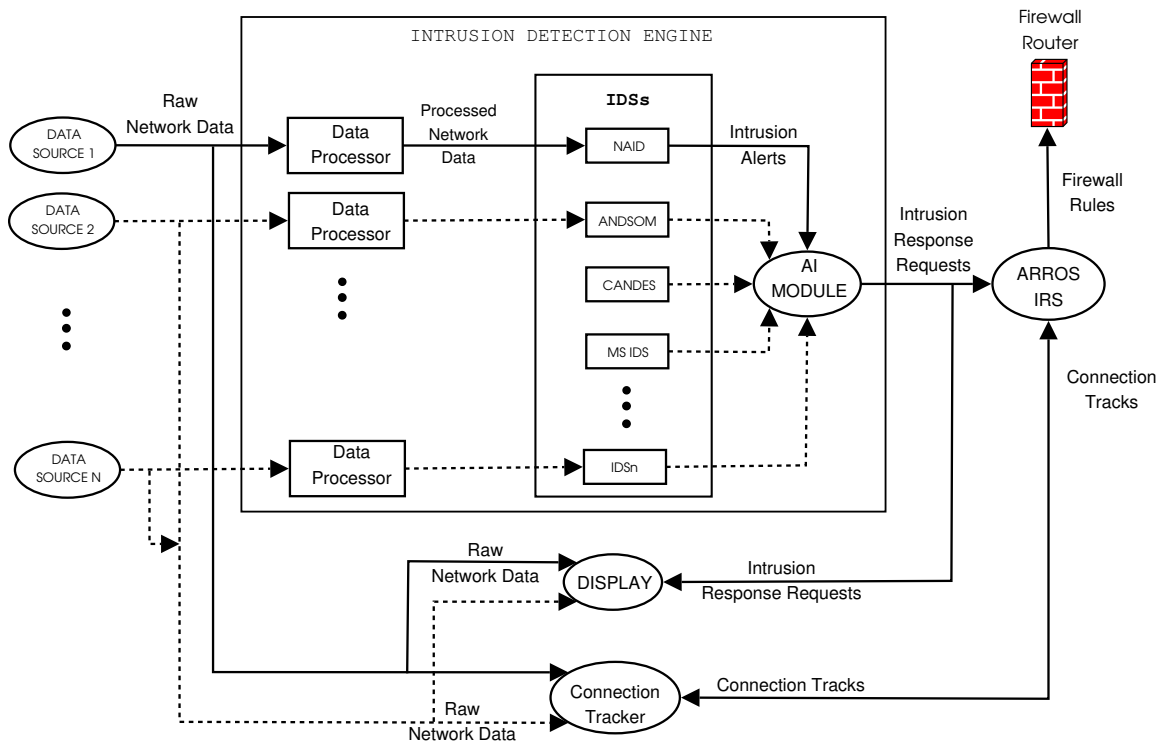 INTRUSION DETECTION ENGINE
Firewall
Router
IDSs
Raw
Network Data
DATA
SOURCE 1
Data
Processor
Processed
Network
Data
NAID
Intrusion
Alerts
DATA
SOURCE 2
Data
Processor
ANDSOM
Firewall
Rules
Intrusion
Response
Requests
CANDES
AI
MODULE
ARROS
IRS
MS IDS
Connection
Tracks
DATA
SOURCE N
Data
Processor
IDSn
Raw
Network Data
DISPLAY
Intrusion
Response Requests
Connection
Tracker
Connection Tracks
Raw
Network Data